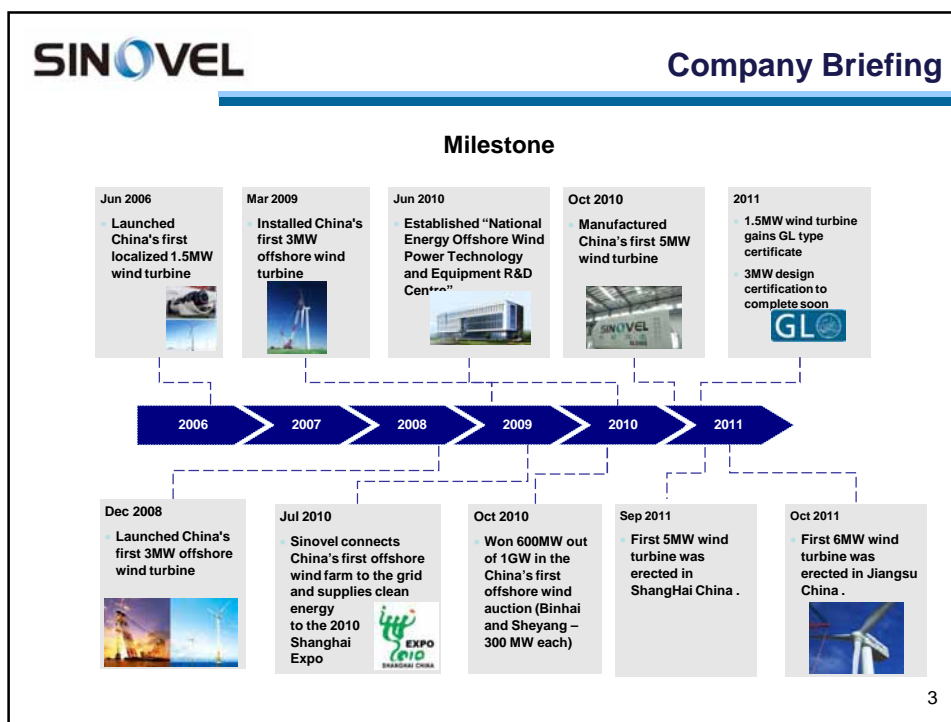 SINOVEL
Company Briefing
Milestone
Jun 2006
Launched
China's first
localized 1.5MW
wind turbine
Mar 2009
Installed China's
first 3MW
offshore wind
turbine
Jun 2010
Established “National
Energy Offshore Wind
Power Technology
and Equipment R&D
Centre”
Oct 2010
Manufactured
China’s first 5MW
wind turbine
SINOVEL
2011
1.5MW wind turbine
gains GL type
certificate
3MW design
certification to
complete soon
GL
2006
2007
2008
2009
2010
2011
Dec 2008
Launched China's
first 3MW offshore
wind turbine
Jul 2010
Sinovel connects
China’s first offshore
wind farm to the grid
and supplies clean
energy
to the 2010
Shanghai
Expo
EXPO
2010
SHANGHAI CHINA
Oct 2010
Won 600MW out
of 1GW in the
China’s first
offshore wind
auction (Binhai
and Sheyang –
300 MW each)
Sep 2011
First 5MW wind
turbine was
erected in
ShangHai China .
Oct 2011
First 6MW wind
turbine was
erected in Jiangsu
China .
3